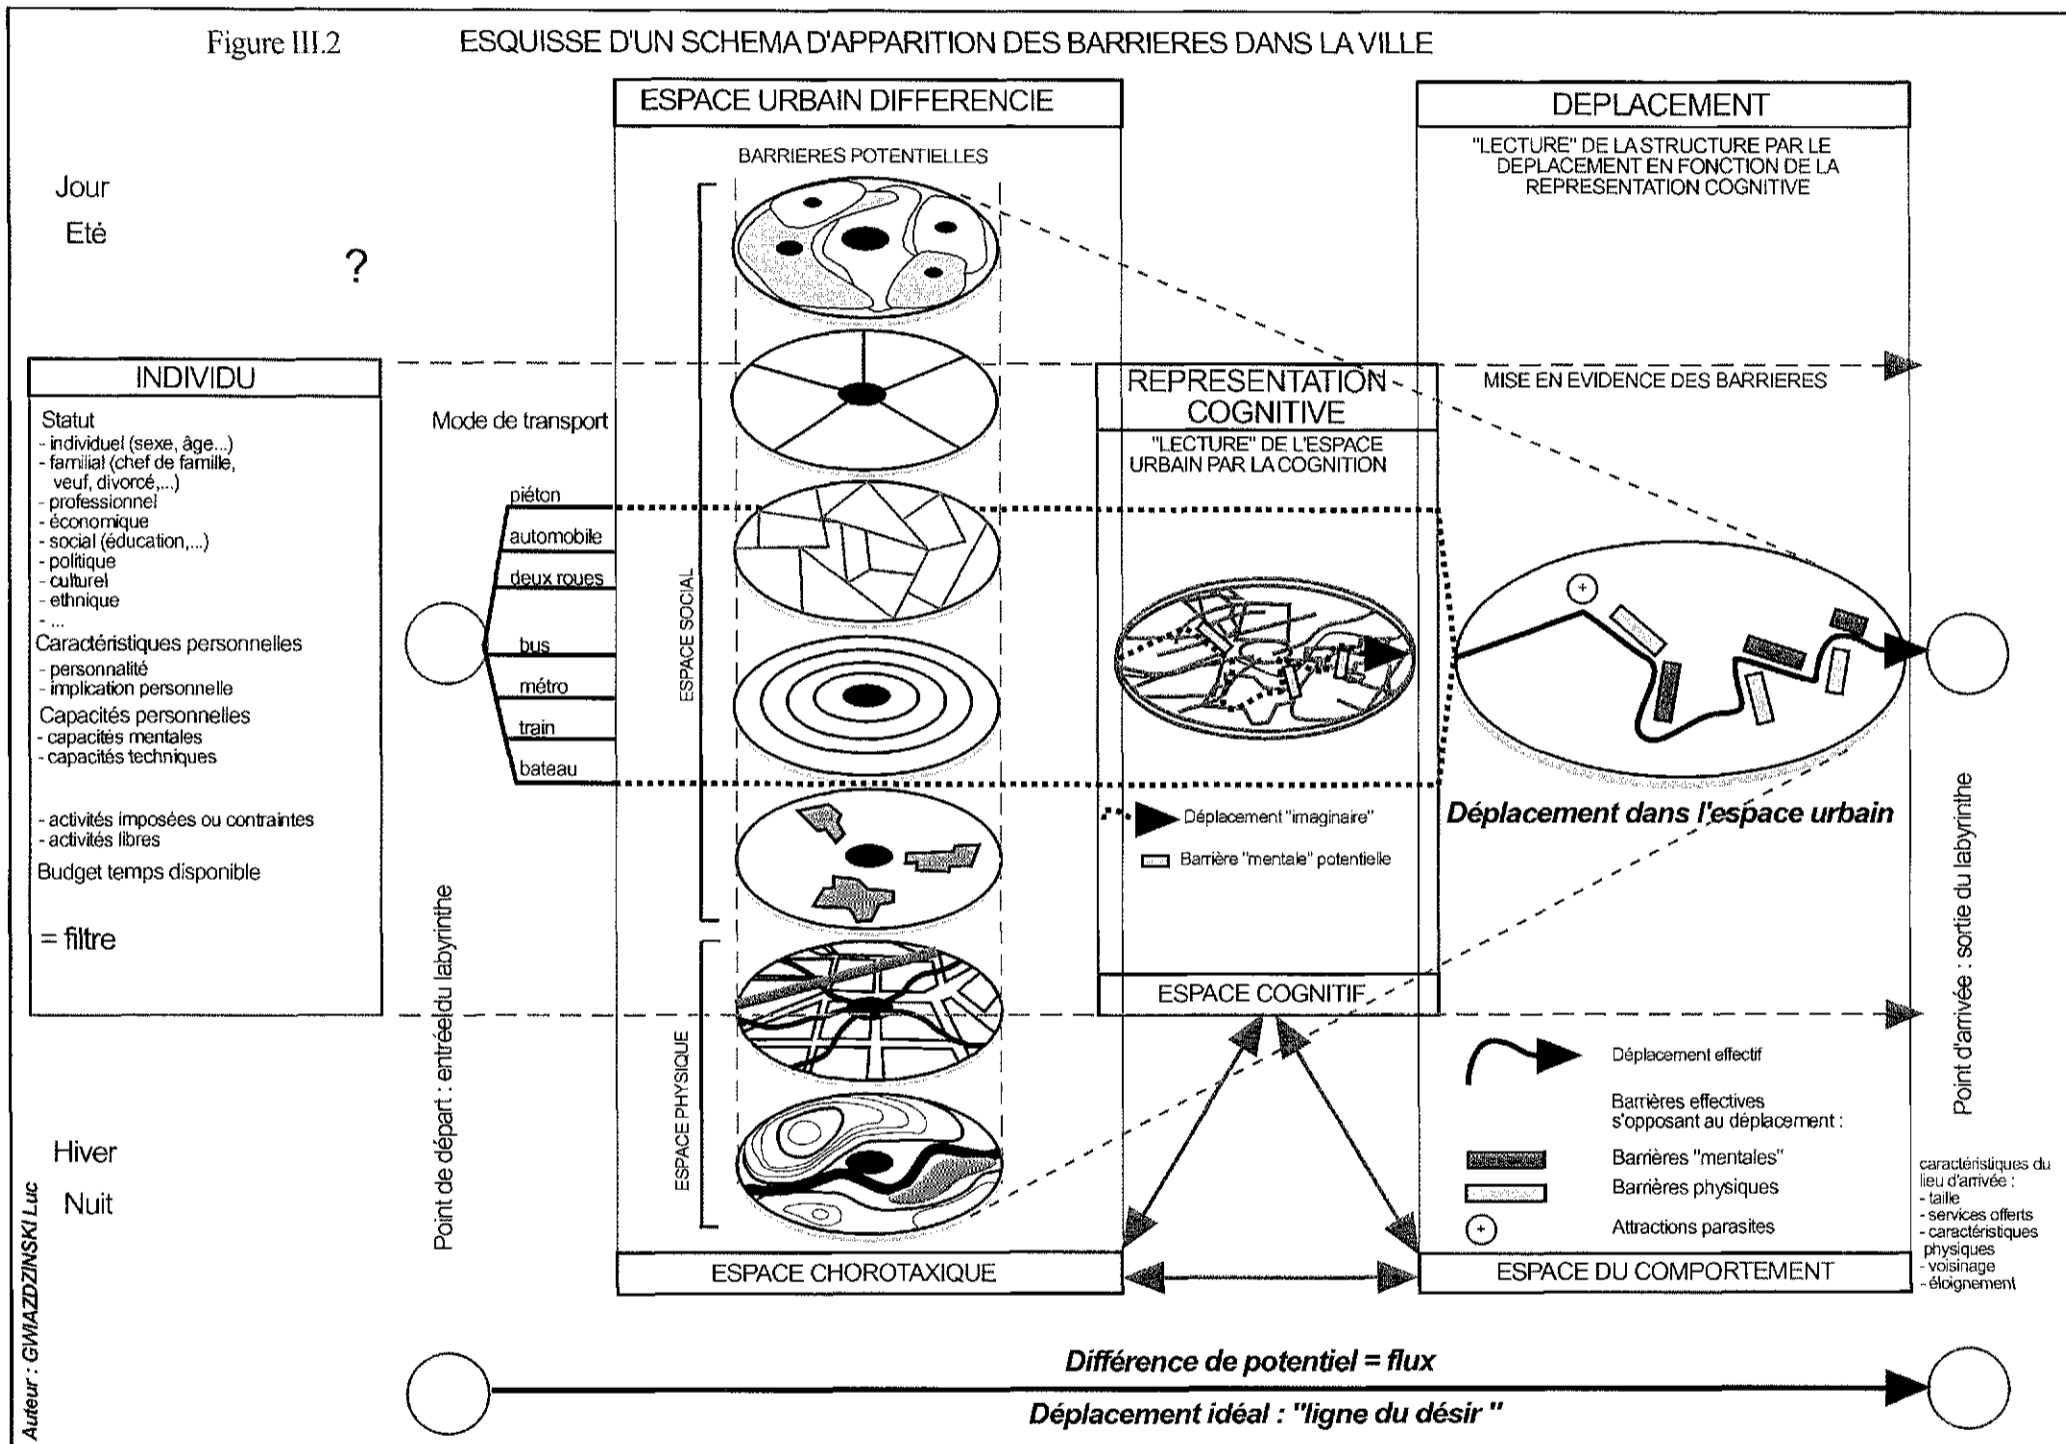 Figure III.2
ESQUISSE D'UN SCHEMA D'APPARITION DES BARRIERES DANS LA VILLE
Jour
Eté
?
Hiver
Nuit
Auteur : GWIAZDZINSKI Luc
INDIVIDU
Statut
- individuel (sexe, âge...)
- familial (chef de famille,
veuf, divorcé,...)
- professionnel
- économique
- social (éducation,...)
- politique
- culturel
- ethnique
- ...
Caractéristiques personnelles
- personnalité
- implication personnelle
Capacités personnelles
- capacités mentales
- capacités techniques
- activités imposées ou contraintes
- activités libres
Budget temps disponible
= filtre
Mode de transport
piéton
automobile
deux roues
bus
métro
train
bateau
Point de départ : entrée du labyrinthe
ESPACE URBAIN DIFFERENCIE
BARRIERES POTENTIELLES
ESPACE SOCIAL
ESPACE PHYSIQUE
ESPACE CHOROTAXIQUE
REPRESENTATION
COGNITIVE
"LECTURE" DE L'ESPACE
URBAIN PAR LA COGNITION
Déplacement "imaginaire"
Barrière "mentale" potentielle
ESPACE COGNITIF
DEPLACEMENT
"LECTURE" DE LA STRUCTURE PAR LE
DEPLACEMENT EN FONCTION DE LA
REPRESENTATION COGNITIVE
MISE EN EVIDENCE DES BARRIERES
+
Déplacement dans l'espace urbain
Déplacement effectif
Barrières effectives
s'opposant au déplacement :
Barrières "mentales"
Barrières physiques
+
Attractions parasites
ESPACE DU COMPORTEMENT
Point d'arrivée : sortie du labyrinthe
caractéristiques du
lieu d'arrivée :
- taille
- services offerts
- caractéristiques
physiques
- voisinage
- éloignement
Différence de potentiel = flux
Déplacement idéal : "ligne du désir "